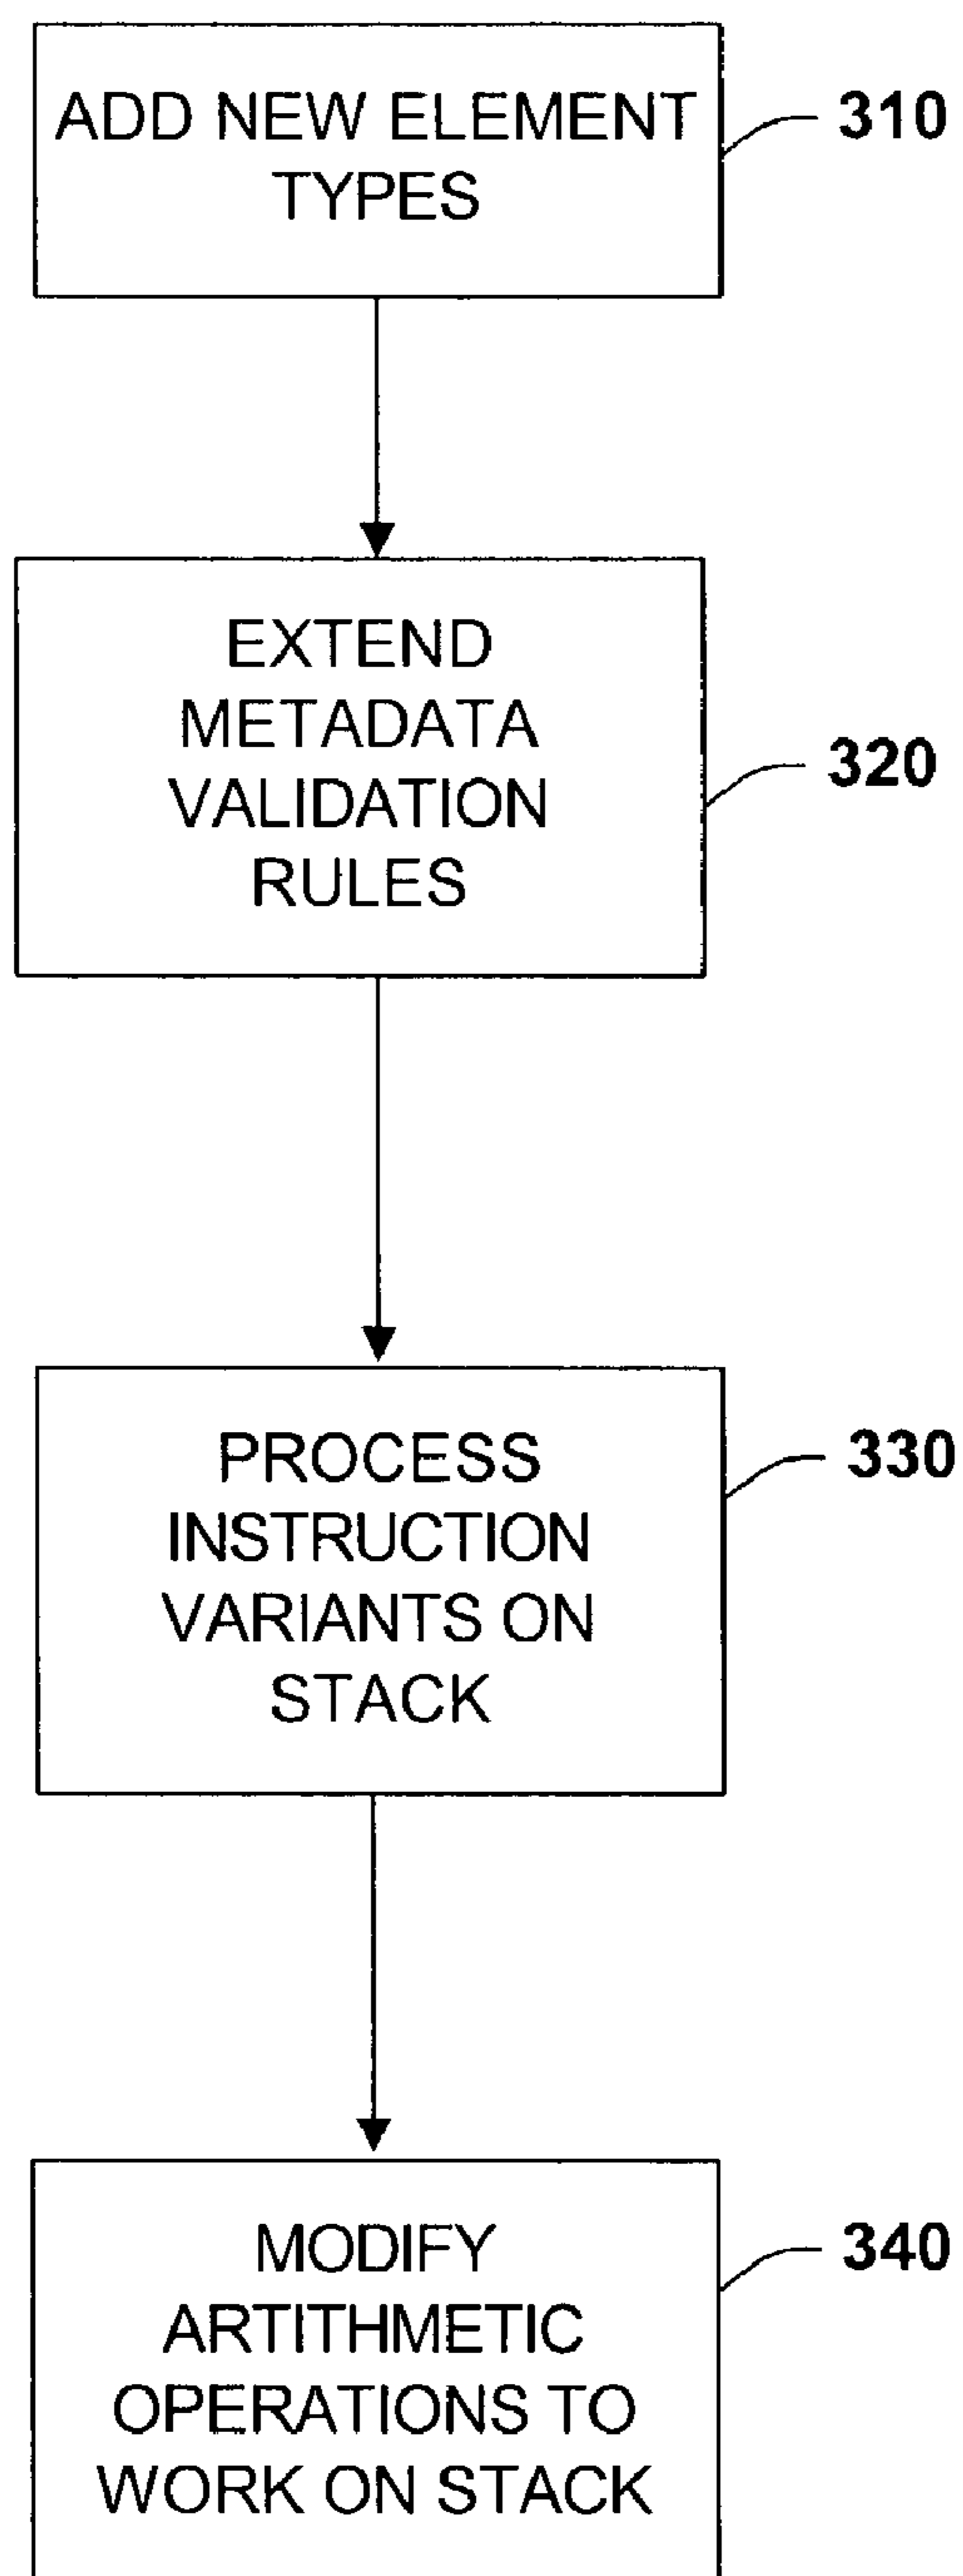 ADD NEW ELEMENT
TYPES
310
EXTEND
METADATA
VALIDATION
RULES
320
PROCESS
INSTRUCTION
VARIANTS ON
STACK
330
MODIFY
ARTITHMETIC
OPERATIONS TO
WORK ON STACK
340